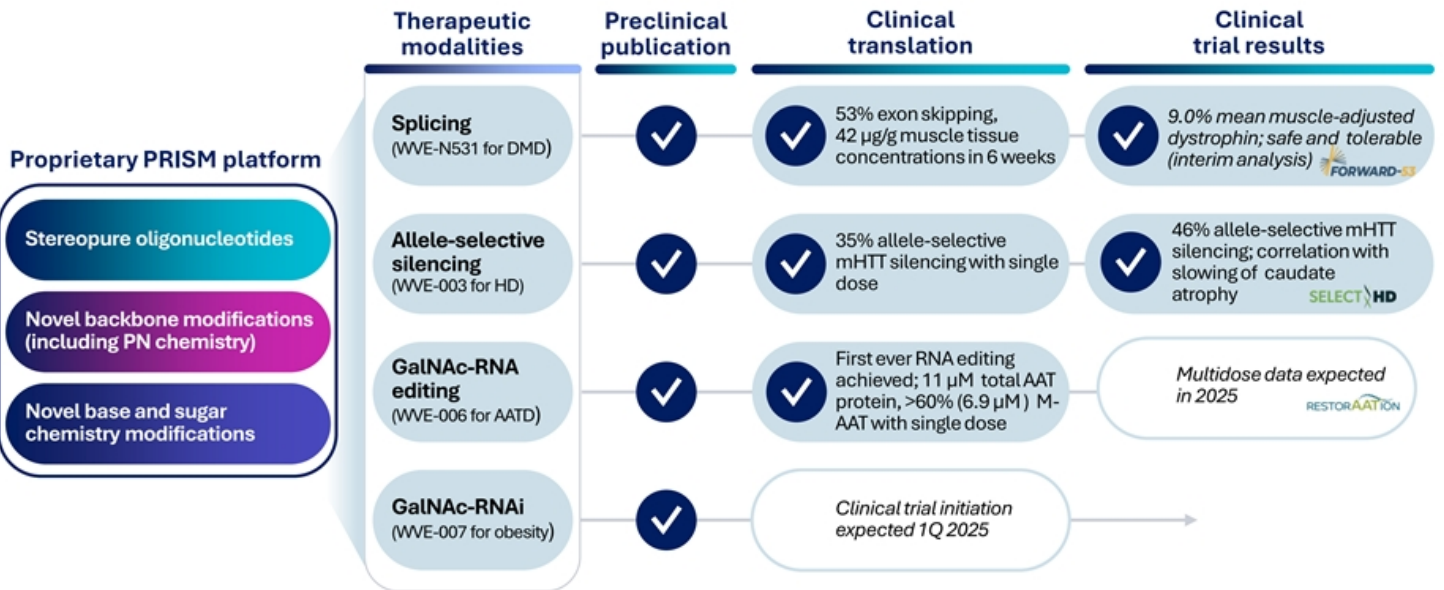 Therapeutic
modalities
Preclinical
publication
Clinical
translation
Clinical
trial results
Proprietary PRISM platform
Stereopure oligonucleotides
Novel backbone modifications
(including PN chemistry)
Novel base and sugar
chemistry modifications
Splicing
(WVE-N531 for DMD)
53% exon skipping,
42 µg/g muscle tissue
concentrations in 6 weeks
9.0% mean muscle-adjusted
dystrophin; safe and tolerable
(interim analysis)
FORWARD-53
Allele-selective
silencing
(WVE-003 for HD)
35% allele-selective
mHTT silencing with single
dose
46% allele-selective mHTT
silencing; correlation with
slowing of caudate
atrophy
SELECT HD
GalNAc-RNA
editing
(WVE-006 for AATD)
First ever RNA editing
achieved; 11 µM total AAT
protein, >60% (6.9 µM) M-
AAT with single dose
Multidose data expected
in 2025
RESTORAATION
GalNAc-RNAi
(WVE-007 for obesity)
Clinical trial initiation
expected 1Q 2025